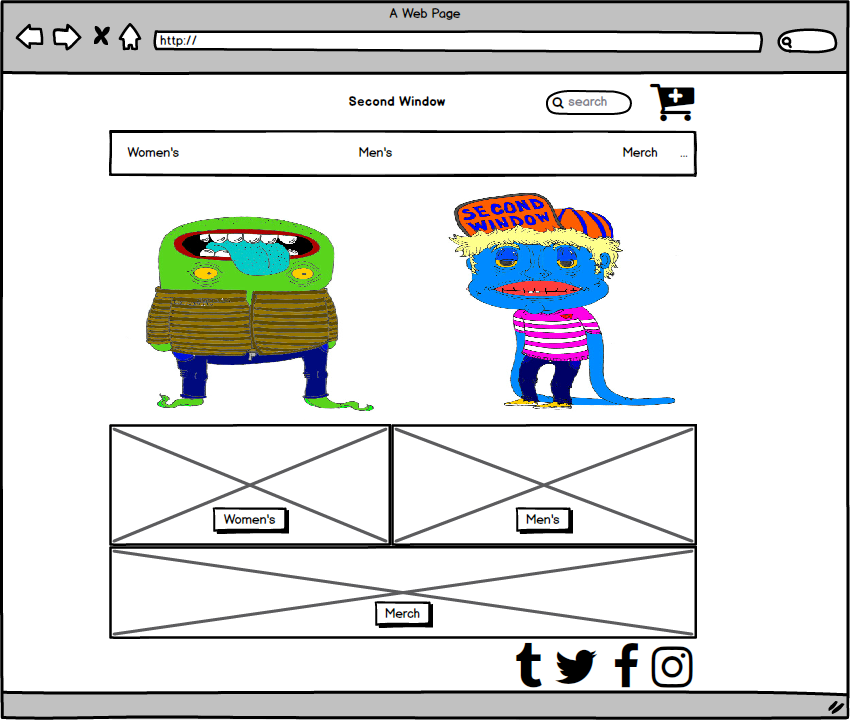 A Web Page
http://
Second Window
search
Women's Men's Merch ...
SECOND
WINDOW
Women's Men's
Merch